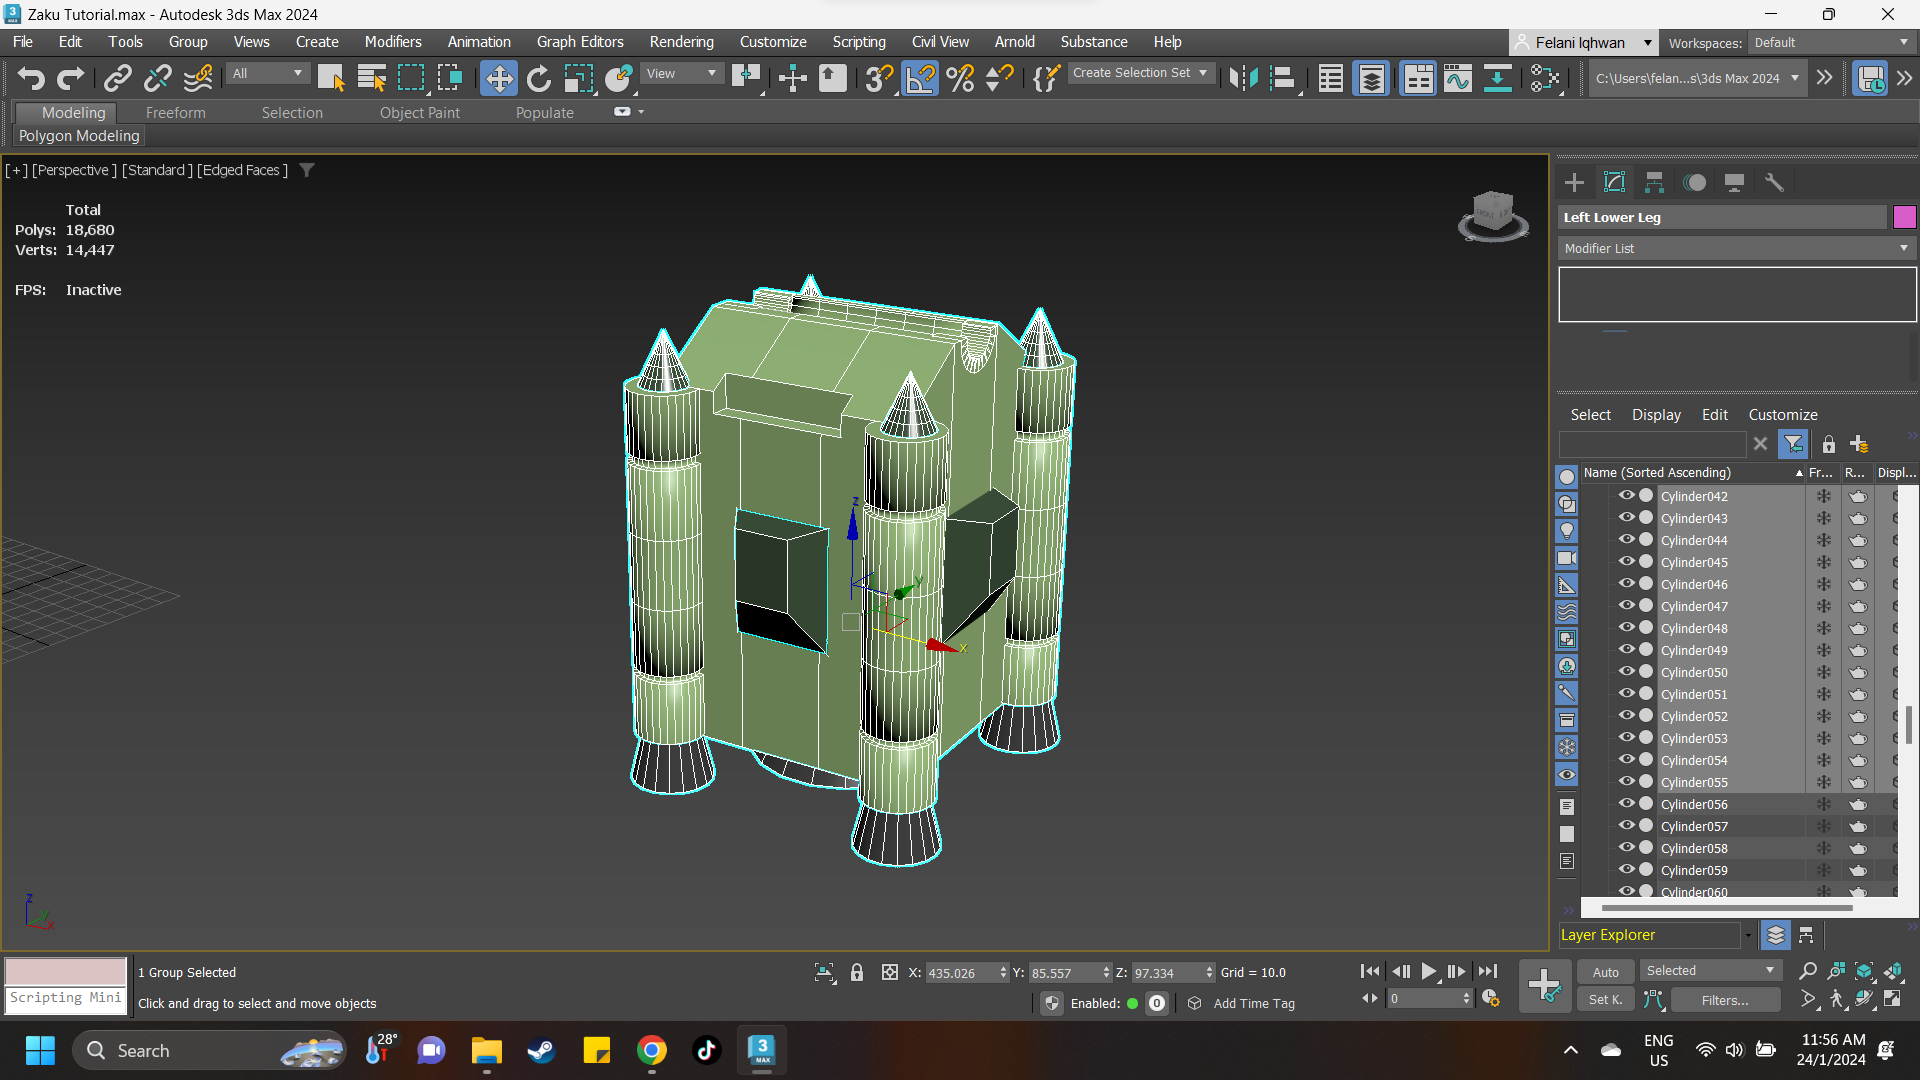 Zaku Tutorial.max - Autodesk 3ds Max 2024
File Edit Tools Group Views Create Modifiers Animation Graph Editors Rendering Customize Scripting Civil View Arnold Substance Help
Felani Iqhwan
Workspaces: Default
All
View
Create Selection Set
C:\Users\felan...s\3ds Max 2024
Modeling Freeform Selection Object Paint Populate
Polygon Modeling
[+] [Perspective ] [Standard ] [Edged Faces ]
Total
Polys: 18,680
Verts: 14,447
FPS: Inactive
FRONT
z
y
x
z
y
x
Left Lower Leg
Modifier List
Select Display Edit Customize
Name (Sorted Ascending) Fr... R... Displ...
Cylinder042
Cylinder043
Cylinder044
Cylinder045
Cylinder046
Cylinder047
Cylinder048
Cylinder049
Cylinder050
Cylinder051
Cylinder052
Cylinder053
Cylinder054
Cylinder055
Cylinder056
Cylinder057
Cylinder058
Cylinder059
Cylinder060
Layer Explorer
1 Group Selected
X: 435.026 Y: 85.557 Z: 97.334 Grid = 10.0
Scripting Mini
Click and drag to select and move objects
Enabled: 0 Add Time Tag
0
Auto Selected
Set K. Filters...
Search
28°
3
MAX
ENG
US
11:56 AM
24/1/2024